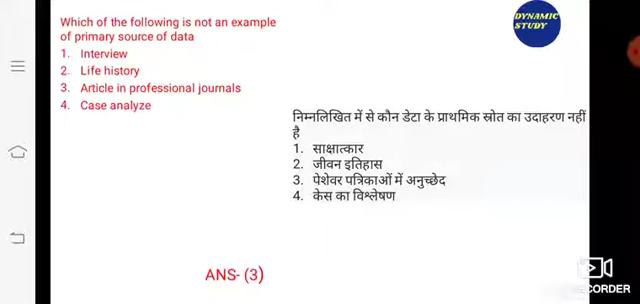 Which of the following is not an example
of primary source of data
1. Interview
2. Life history
3. Article in professional journals
4. Case analyze
DYNAMIC
STUDY
निम्नलिखित में से कौन डेटा के प्राथमिक स्रोत का उदाहरण नहीं
है
1. साक्षात्कार
2. जीवन इतिहास
3. पेशेवर पत्रिकाओं में अनुच्छेद
4. केस का विश्लेषण
ANS- (3)